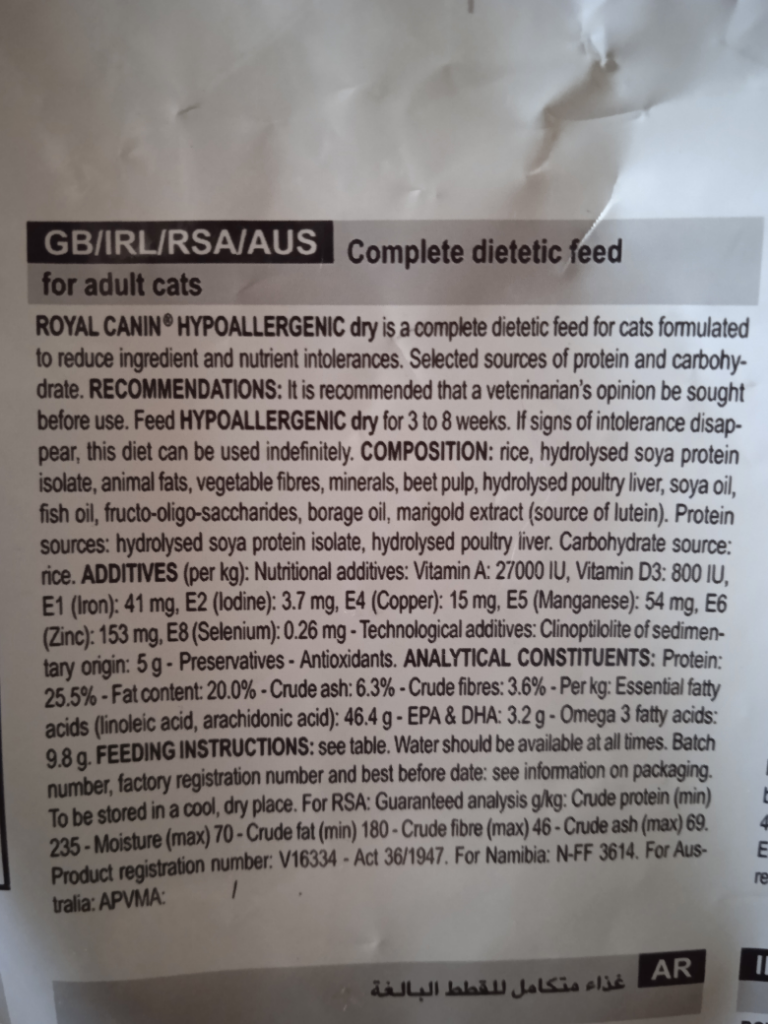 GB/IRL/RSA/AUS Complete dietetic feed
for adult cats
ROYAL CANIN® HYPOALLERGENIC dry is a complete dietetic feed for cats formulated
to reduce ingredient and nutrient intolerances. Selected sources of protein and carbohy-
drate. RECOMMENDATIONS: It is recommended that a veterinarian's opinion be sought
before use. Feed HYPOALLERGENIC dry for 3 to 8 weeks. If signs of intolerance disap-
pear, this diet can be used indefinitely. COMPOSITION: rice, hydrolysed soya protein
isolate, animal fats, vegetable fibres, minerals, beet pulp, hydrolysed poultry liver, soya oil,
fish oil, fructo-oligo-saccharides, borage oil, marigold extract (source of lutein). Protein
sources: hydrolysed soya protein isolate, hydrolysed poultry liver. Carbohydrate source:
rice. ADDITIVES (per kg): Nutritional additives: Vitamin A: 27000 IU, Vitamin D3: 800 IU,
E1 (Iron): 41 mg, E2 (Iodine): 3.7 mg, E4 (Copper): 15 mg, E5 (Manganese): 54 mg, E6
(Zinc): 153 mg, E8 (Selenium): 0.26 mg - Technological additives: Clinoptilolite of sedimen-
tary origin: 5 g - Preservatives - Antioxidants. ANALYTICAL CONSTITUENTS: Protein:
25.5% - Fat content: 20.0% - Crude ash: 6.3% - Crude fibres: 3.6% - Per kg: Essential fatty
acids (linoleic acid, arachidonic acid): 46.4 g - EPA & DHA: 3.2 g - Omega 3 fatty acids:
9.8 g. FEEDING INSTRUCTIONS: see table. Water should be available at all times. Batch
number, factory registration number and best before date: see information on packaging.
To be stored in a cool, dry place. For RSA: Guaranteed analysis g/kg: Crude protein (min)
235 - Moisture (max) 70 - Crude fat (min) 180 - Crude fibre (max) 46 - Crude ash (max) 69.
Product registration number: V16334 - Act 36/1947. For Namibia: N-FF 3614. For Aus-
tralia: APVMA: /
AR غذاء متكامل للقطط البالغة